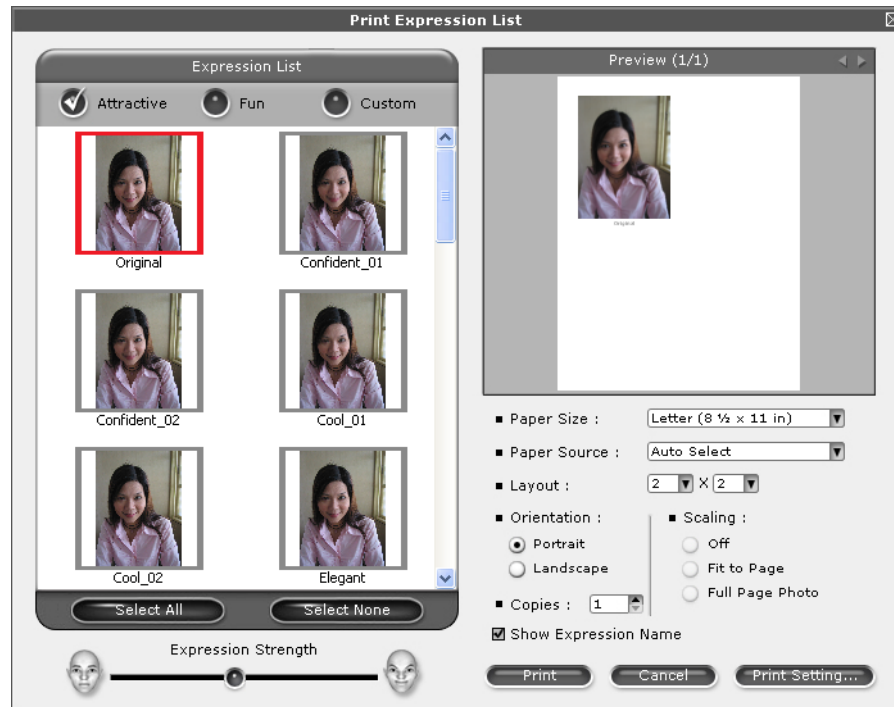 Print Expression List
Expression List
Attractive
Fun
Custom
Original
Confident_01
Confident_02
Cool_01
Cool_02
Elegant
Select All
Select None
Expression Strength
Preview (1/1)
Original
Paper Size :
Letter (8 ½ x 11 in)
Paper Source :
Auto Select
Layout :
2 X 2
Orientation :
Portrait
Landscape
Scaling :
Off
Fit to Page
Full Page Photo
Copies :
1
Show Expression Name
Print
Cancel
Print Setting...